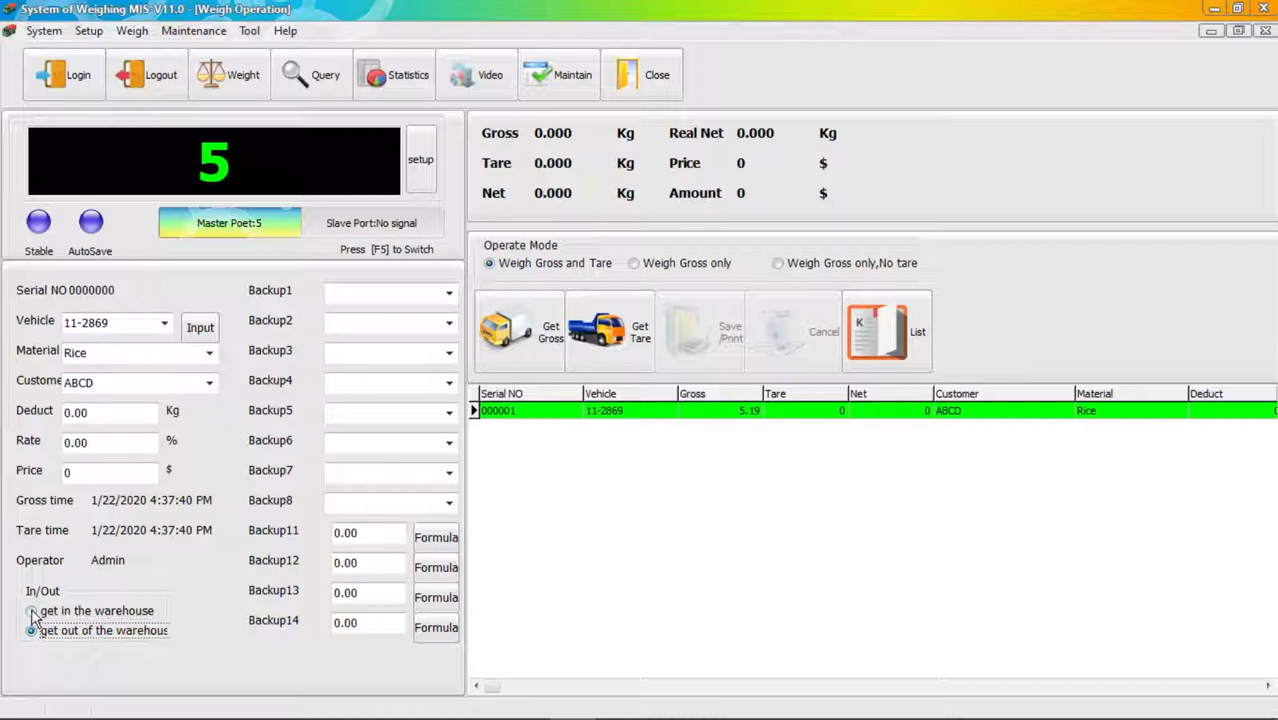 System of Weighing MIS-V11.0 - [Weigh Operation]
System Setup Weigh Maintenance Tool Help
Login Logout Weight Query Statistics Video Maintain Close
5
setup
Stable AutoSave
Master Poet:5 Slave Port:No signal
Press [F5] to Switch
Gross 0.000 Kg Real Net 0.000 Kg
Tare 0.000 Kg Price 0 $
Net 0.000 Kg Amount 0 $
Operate Mode
Weigh Gross and Tare Weigh Gross only Weigh Gross only,No tare
Get Gross Get Tare Save /Print Cancel K List
Serial NO 0000000 Backup1
Vehicle 11-2869 Input Backup2
Material Rice Backup3
Custome ABCD Backup4
Deduct 0.00 Kg Backup5
Rate 0.00 % Backup6
Price 0 $ Backup7
Gross time 1/22/2020 4:37:40 PM Backup8
Tare time 1/22/2020 4:37:40 PM Backup11 0.00 Formula
Operator Admin Backup12 0.00 Formula
In/Out Backup13 0.00 Formula
get in the warehouse
get out of the warehous Backup14 0.00 Formula
Serial NO Vehicle Gross Tare Net Customer Material Deduct
000001 11-2869 5.19 0 0 ABCD Rice